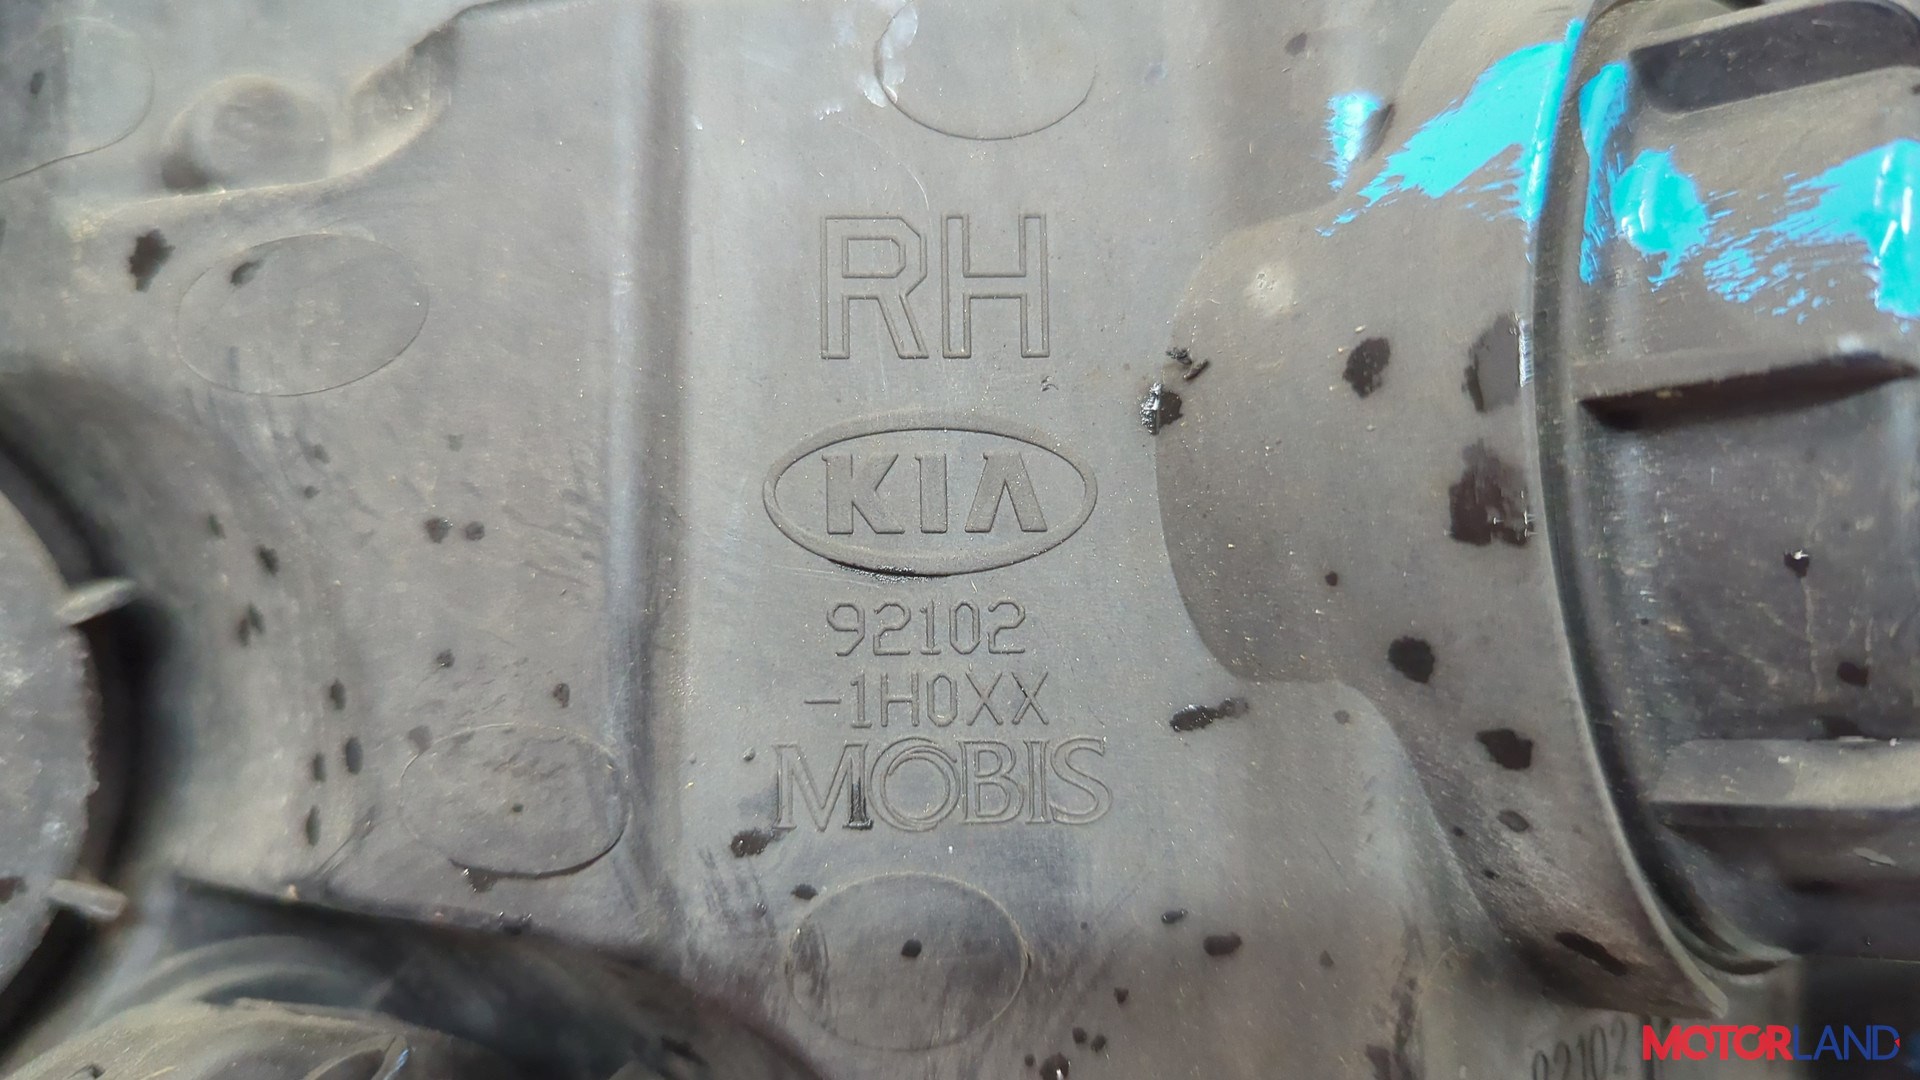 RH
KIA
92102
-1H0XX
MOBIS
92102
MOTORLAND